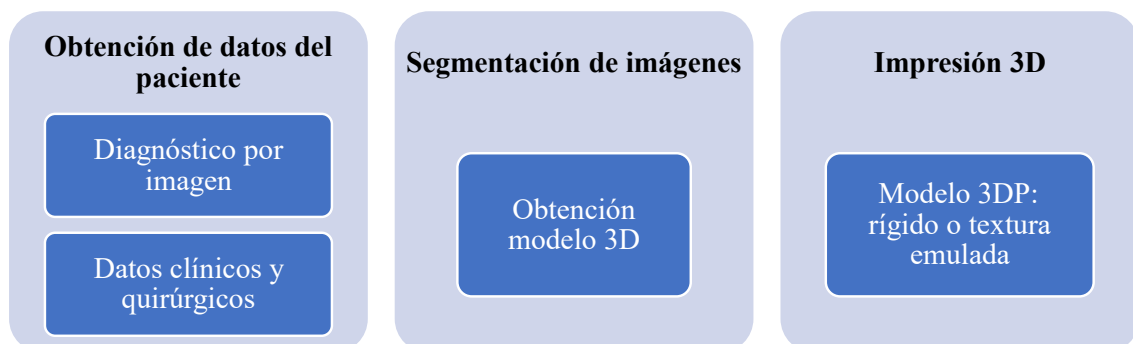 Obtención de datos del
paciente
Diagnóstico por
imagen
Datos clínicos y
quirúrgicos
Segmentación de imágenes
Obtención
modelo 3D
Impresión 3D
Modelo 3DP:
rígido o textura
emulada